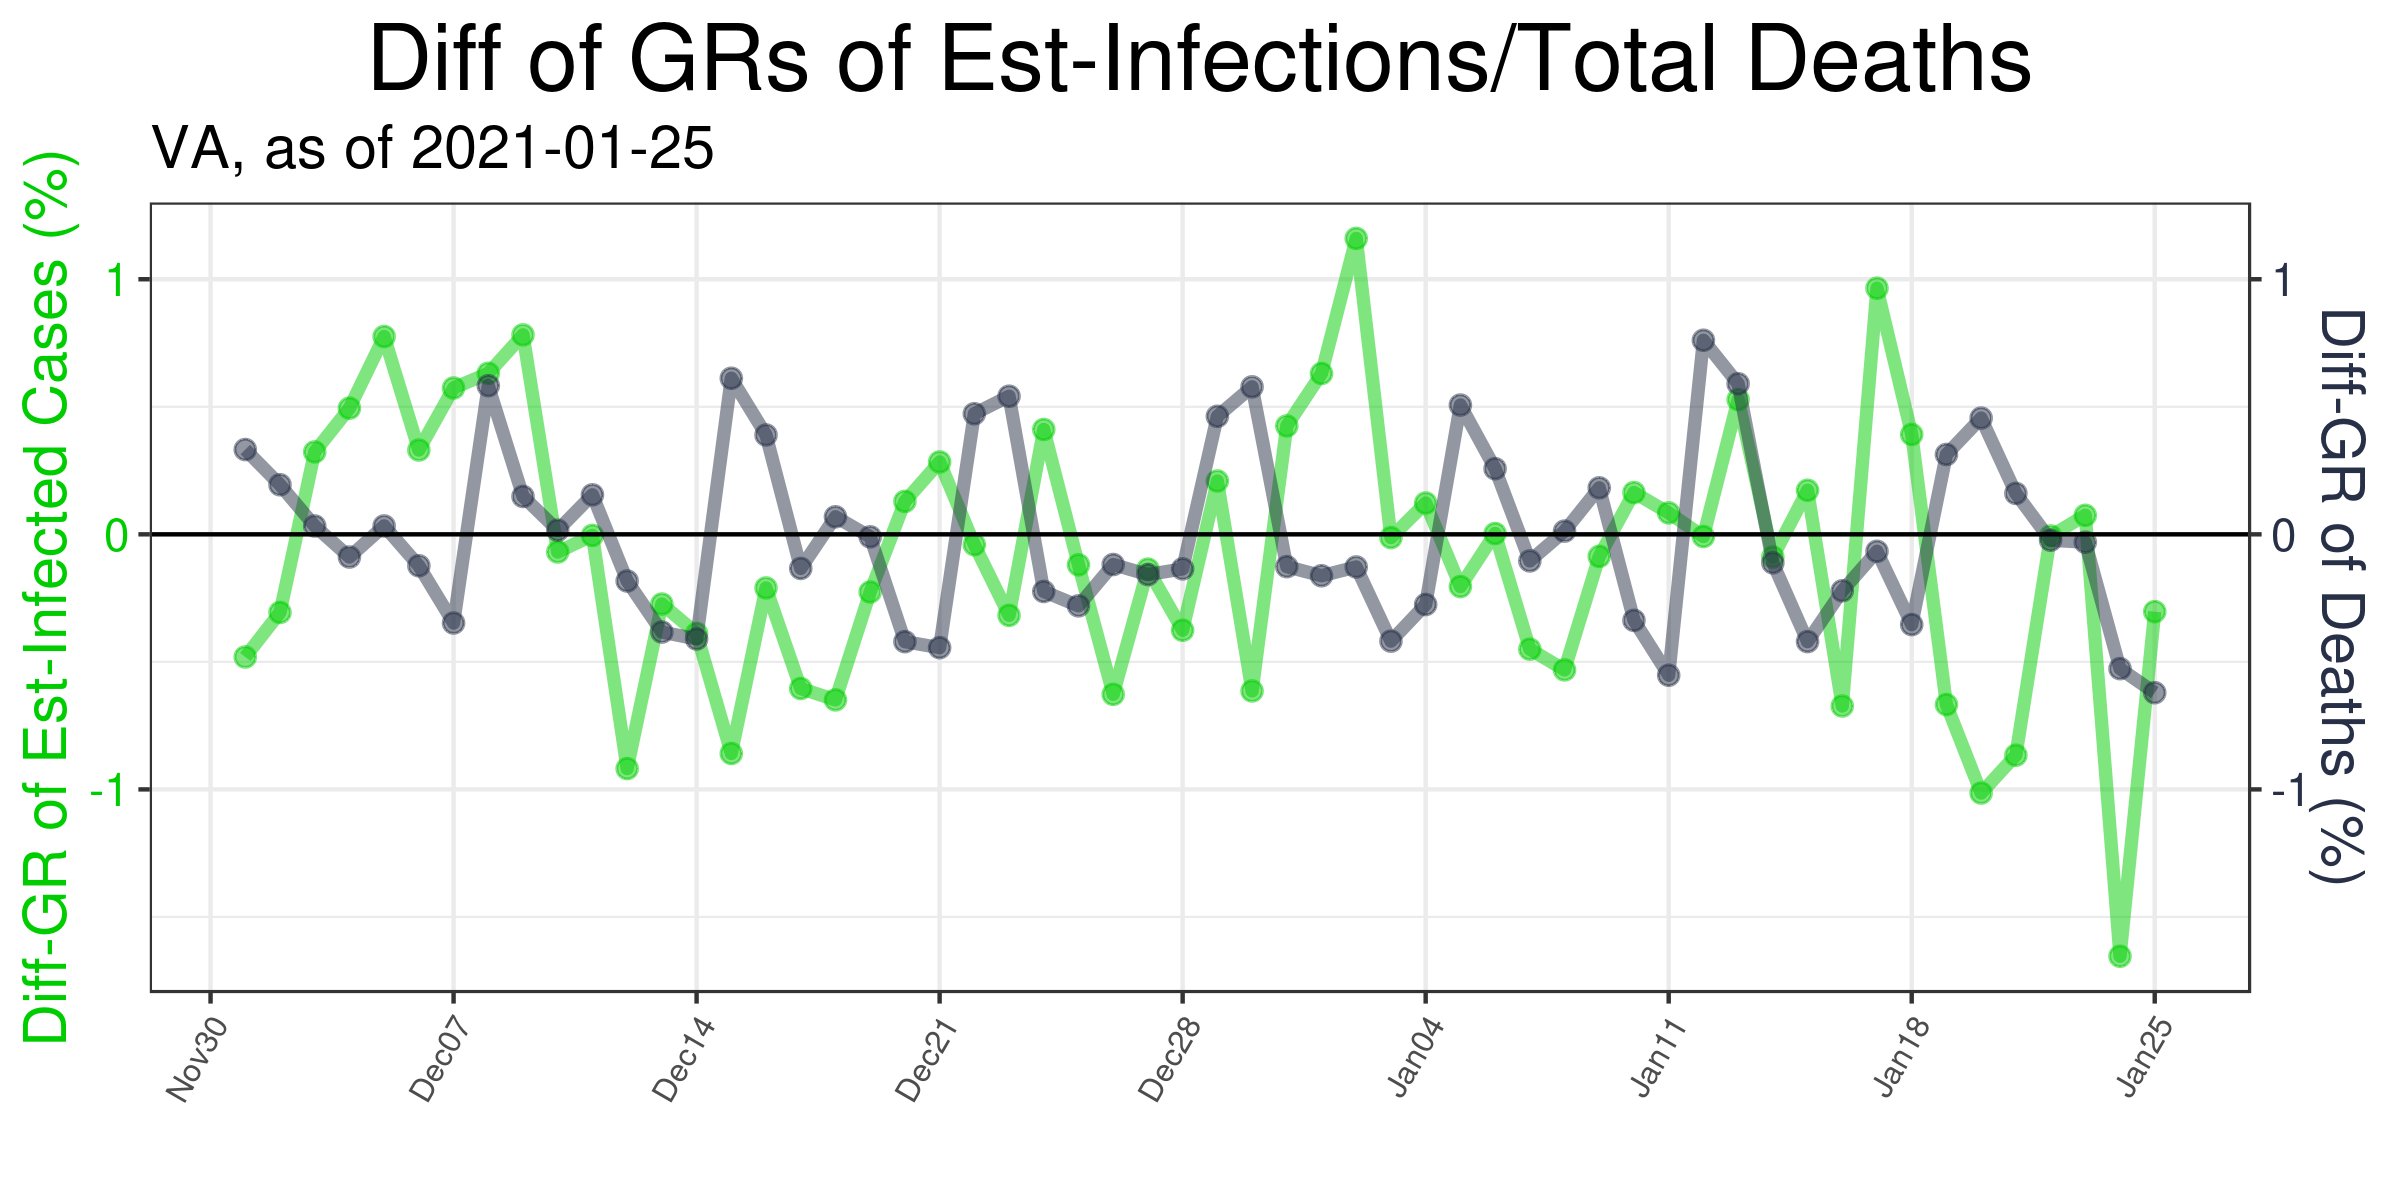 Diff of GRs of Est-Infections/Total Deaths
VA, as of 2021-01-25
Diff-GR of Est-Infected Cases (%)
1
0
-1
1
0
-1
Diff-GR of Deaths (%)
Nov30
Dec07
Dec14
Dec21
Dec28
Jan04
Jan11
Jan18
Jan25